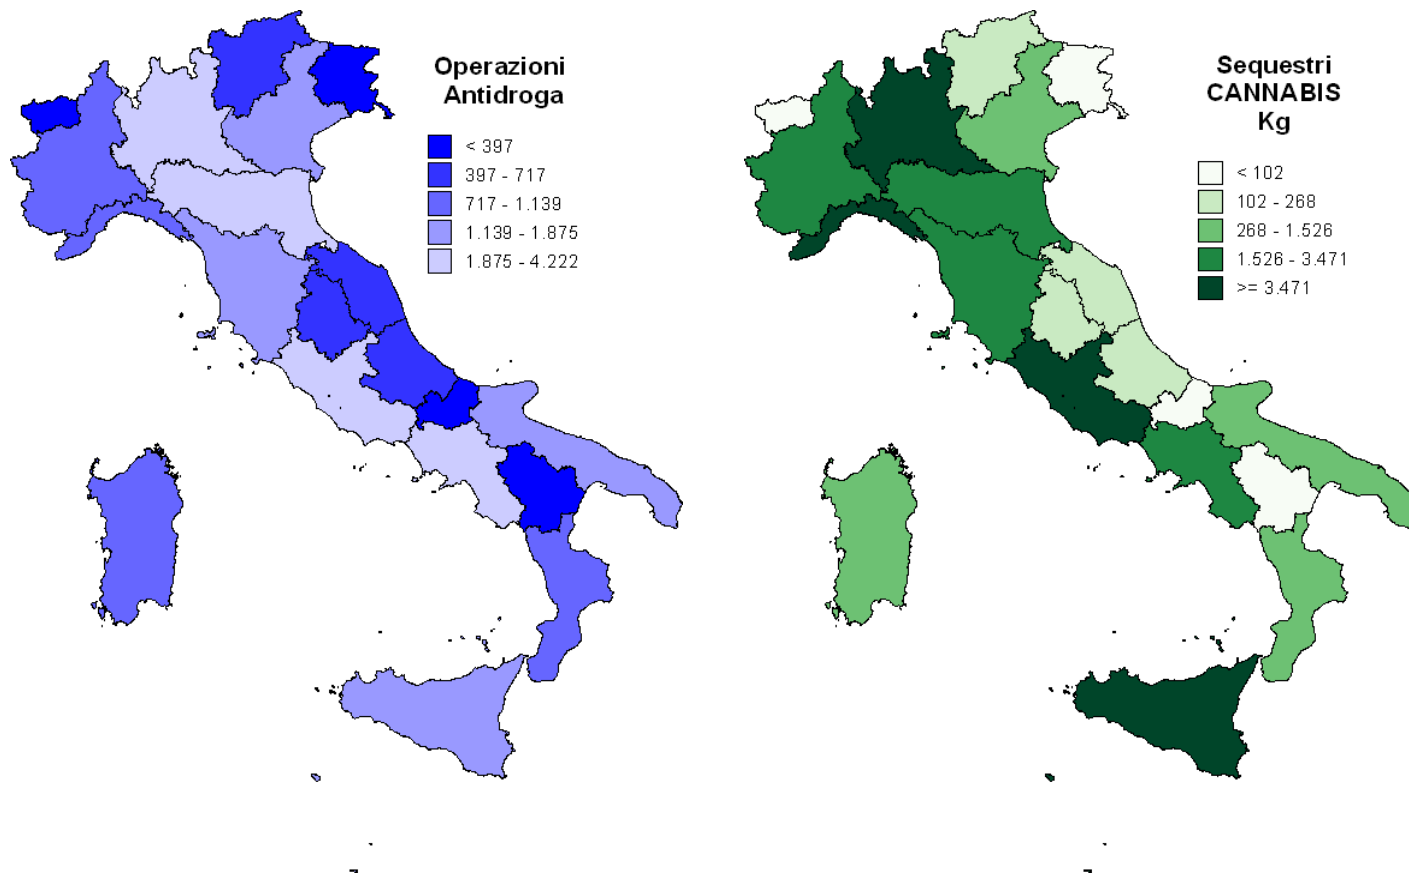 Operazioni
Antidroga
< 397
397 - 717
717 - 1.139
1.139 - 1.875
1.875 - 4.222
Sequestri
CANNABIS
Kg
< 102
102 - 268
268 - 1.526
1.526 - 3.471
>= 3.471